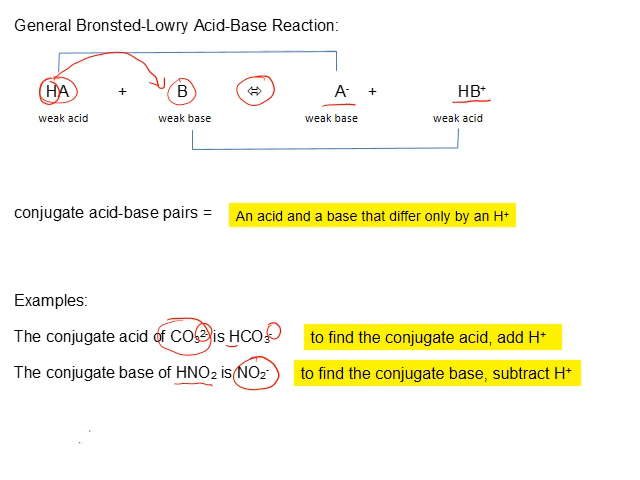 General Bronsted-Lowry Acid-Base Reaction:
HA + B ⇔ A⁻ + HB⁺
weak acid weak base weak base weak acid
conjugate acid-base pairs = An acid and a base that differ only by an H⁺
Examples:
The conjugate acid of CO₃²⁻ is HCO₃⁻ to find the conjugate acid, add H⁺
The conjugate base of HNO₂ is NO₂⁻ to find the conjugate base, subtract H⁺